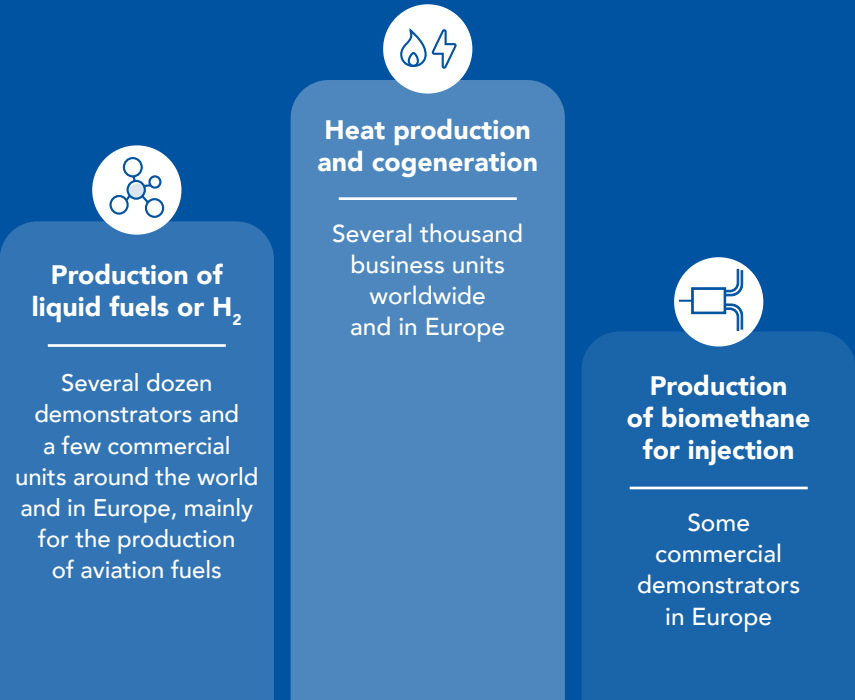 Production of
liquid fuels or H₂
Several dozen
demonstrators and
a few commercial
units around the world
and in Europe, mainly
for the production
of aviation fuels
Heat production
and cogeneration
Several thousand
business units
worldwide
and in Europe
Production
of biomethane
for injection
Some
commercial
demonstrators
in Europe